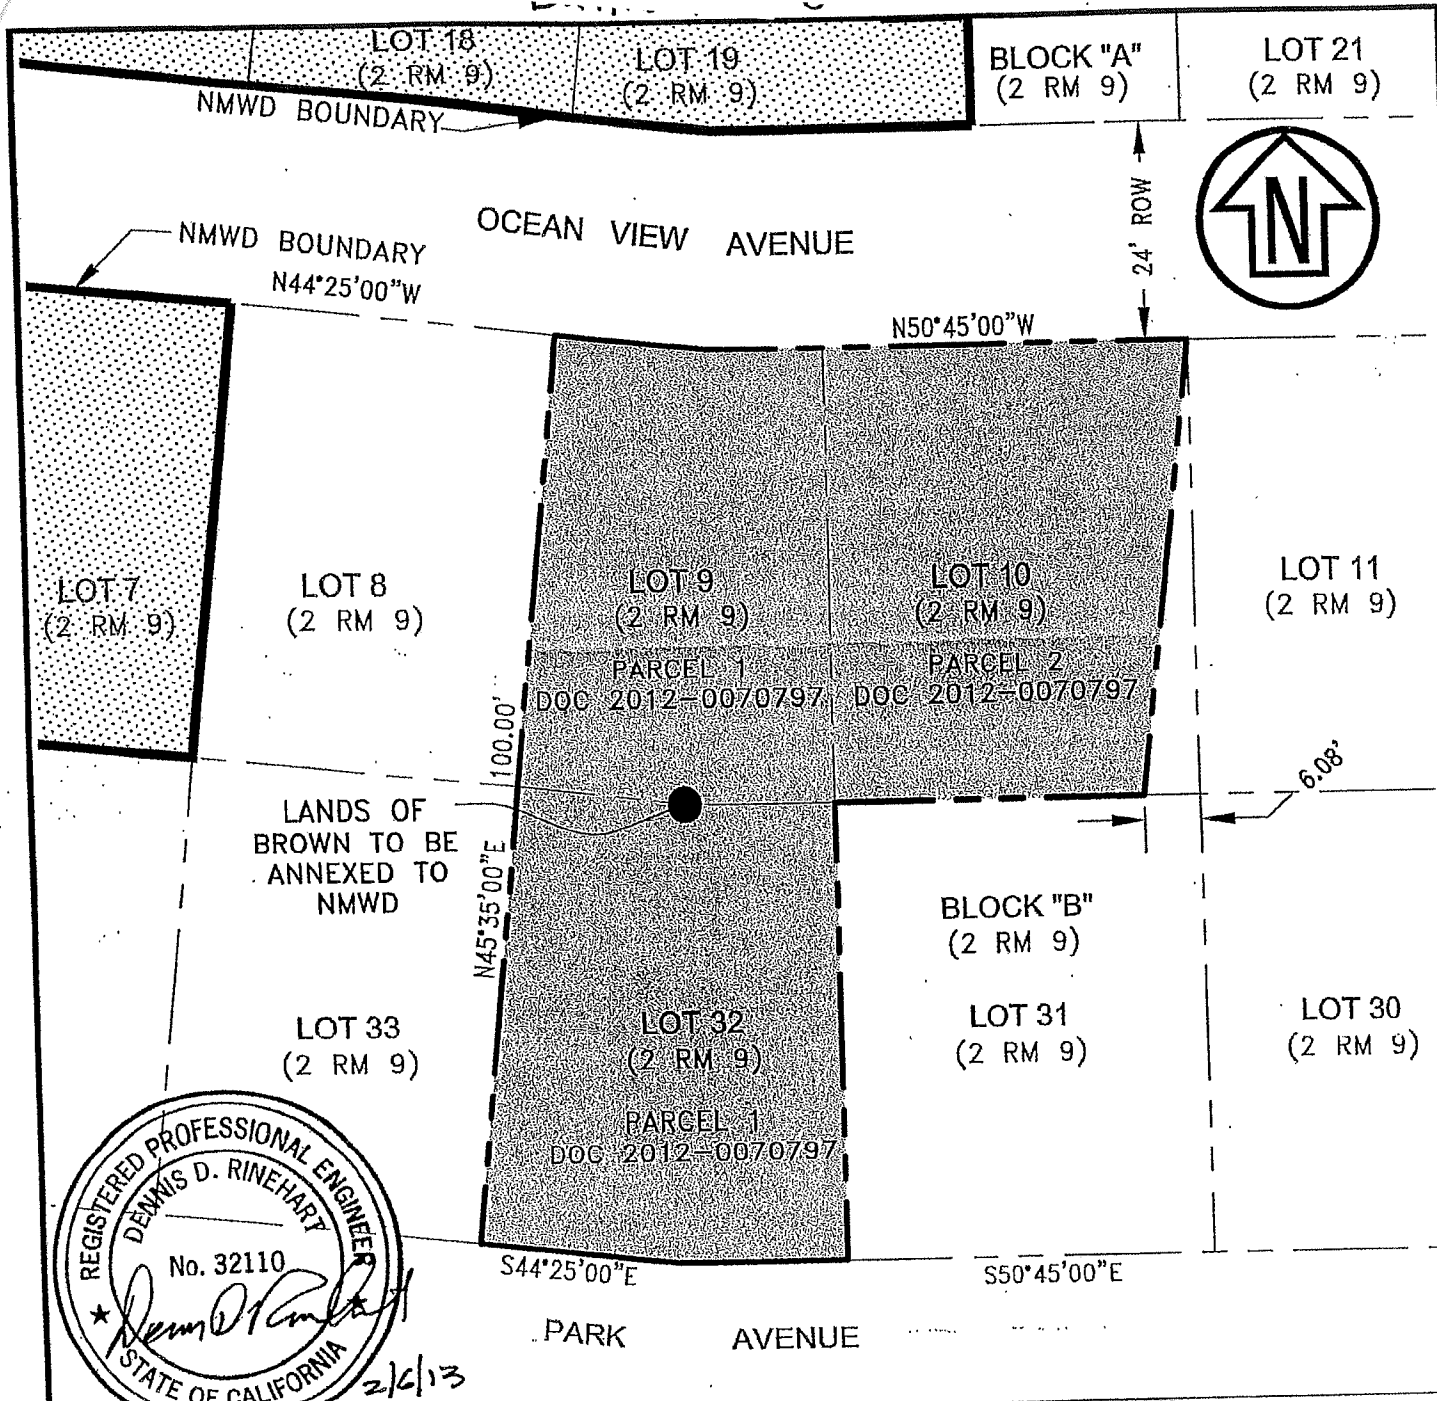 LOT 18
(2 RM 9)
LOT 19
(2 RM 9)
BLOCK "A"
(2 RM 9)
LOT 21
(2 RM 9)
NMWD BOUNDARY
24' ROW
N
OCEAN VIEW AVENUE
NMWD BOUNDARY
N44°25'00"W
N50°45'00"W
LOT 7
(2 RM 9)
LOT 8
(2 RM 9)
LOT 9
(2 RM 9)
PARCEL 1
DOC 2012-0070797
LOT 10
(2 RM 9)
PARCEL 2
DOC 2012-0070797
LOT 11
(2 RM 9)
100.00'
6.08'
LANDS OF
BROWN TO BE
ANNEXED TO
NMWD
N45°35'00"E
BLOCK "B"
(2 RM 9)
LOT 33
(2 RM 9)
LOT 32
(2 RM 9)
PARCEL 1
DOC 2012-0070797
LOT 31
(2 RM 9)
LOT 30
(2 RM 9)
REGISTERED PROFESSIONAL ENGINEER
DENNIS D. RINEHART
No. 32110
STATE OF CALIFORNIA
2/6/13
S44°25'00"E
S50°45'00"E
PARK AVENUE